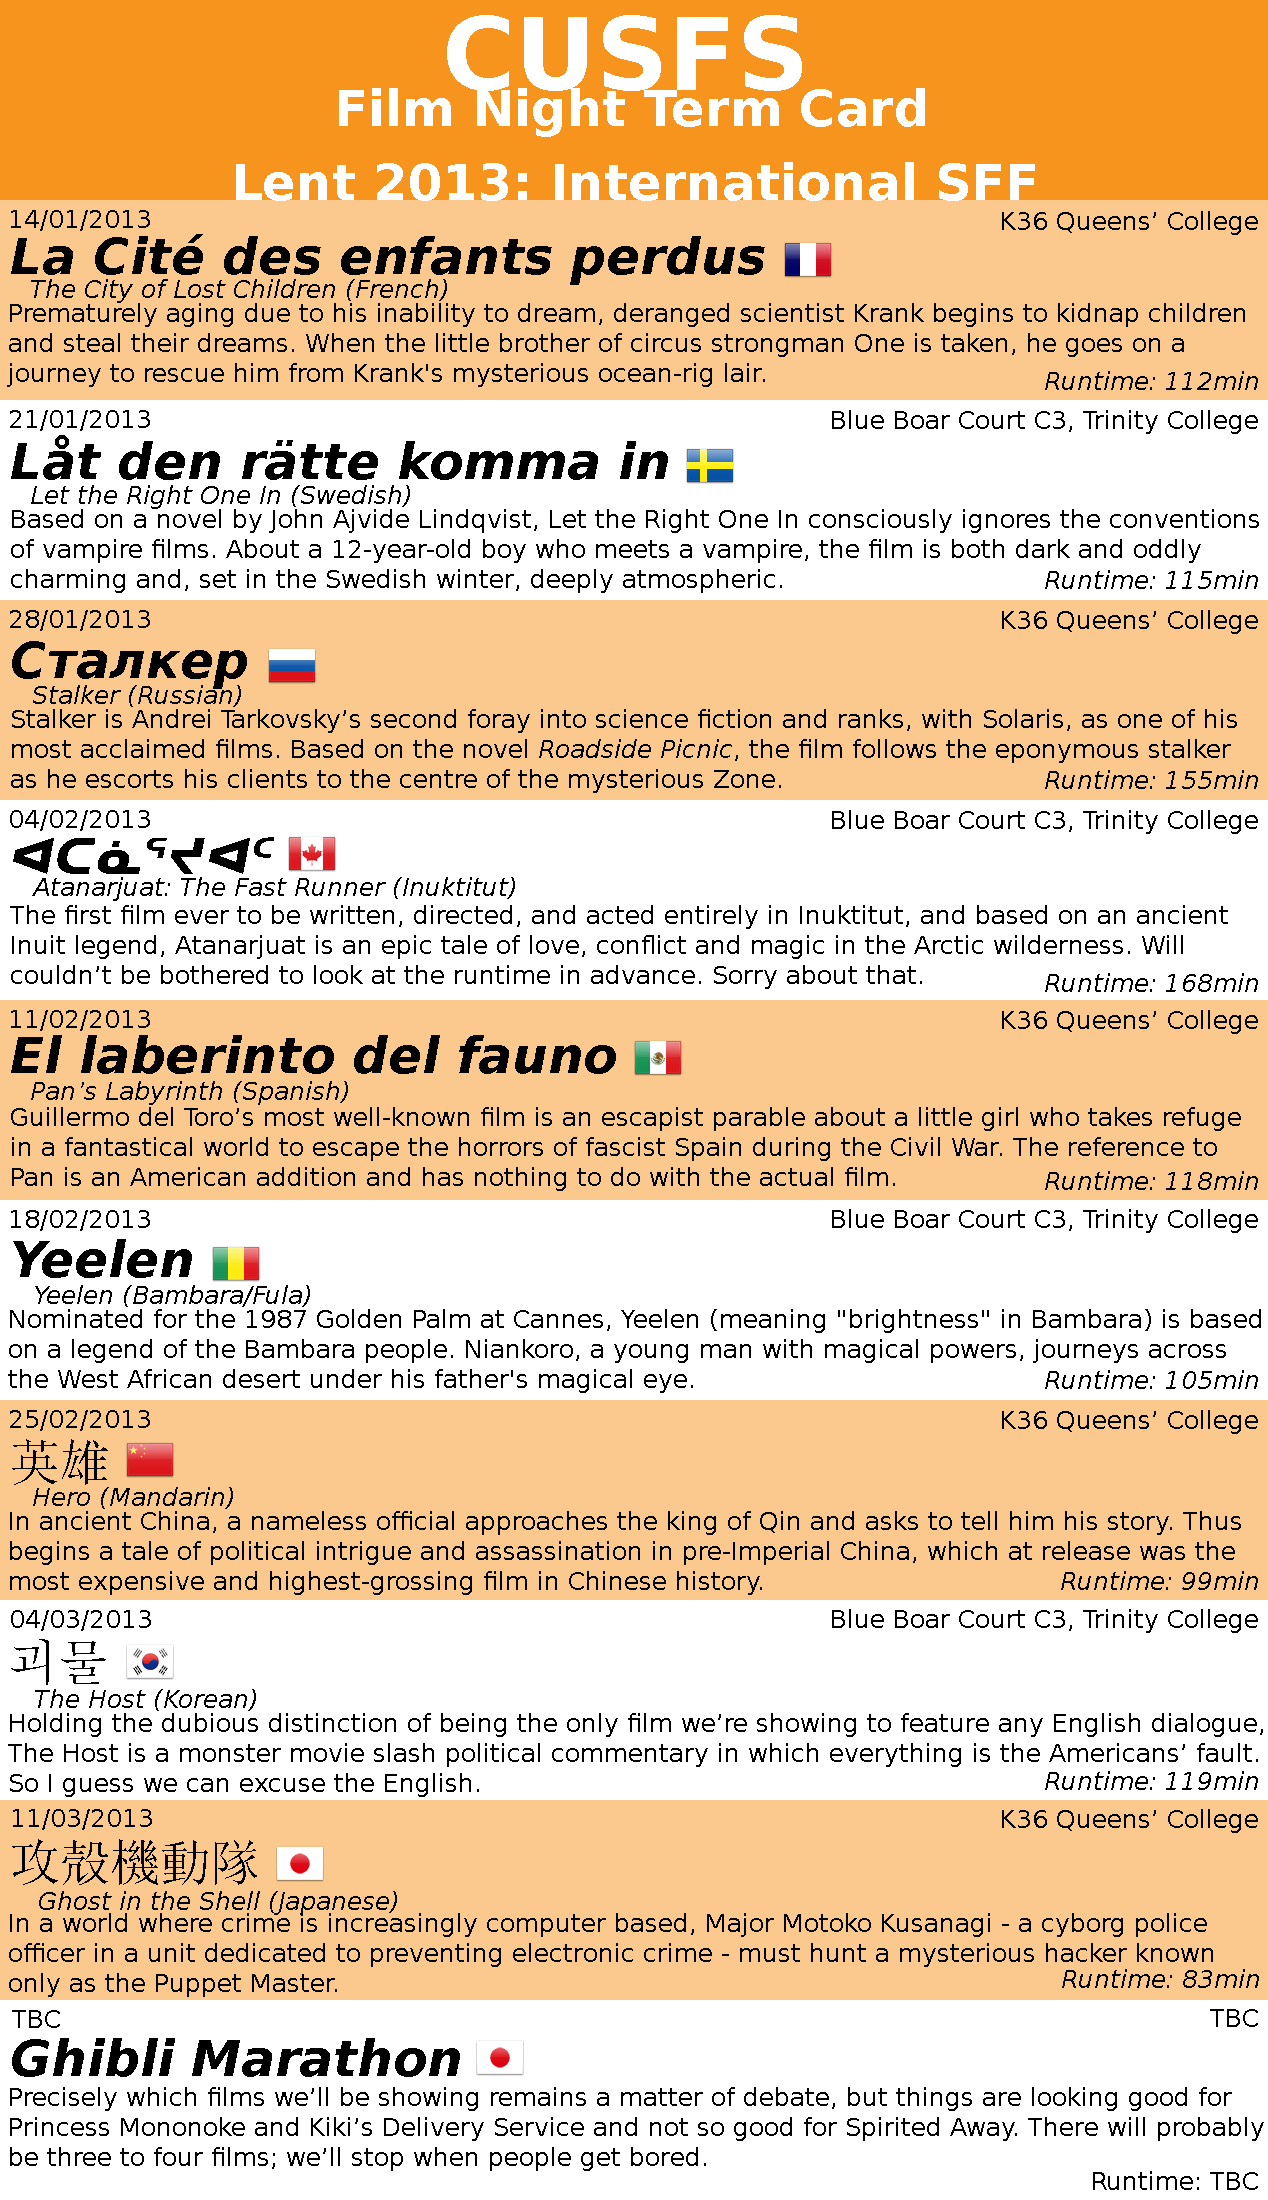 CUSFS
Film Night Term Card
Lent 2013: International SFF
14/01/2013
K36 Queens’ College
La Cité des enfants perdus
The City of Lost Children (French)
Prematurely aging due to his inability to dream, deranged scientist Krank begins to kidnap children
and steal their dreams. When the little brother of circus strongman One is taken, he goes on a
journey to rescue him from Krank's mysterious ocean-rig lair.
Runtime: 112min
21/01/2013
Blue Boar Court C3, Trinity College
Låt den rätte komma in
Let the Right One In (Swedish)
Based on a novel by John Ajvide Lindqvist, Let the Right One In consciously ignores the conventions
of vampire films. About a 12-year-old boy who meets a vampire, the film is both dark and oddly
charming and, set in the Swedish winter, deeply atmospheric.
Runtime: 115min
28/01/2013
K36 Queens’ College
Сталкер
Stalker (Russian)
Stalker is Andrei Tarkovsky’s second foray into science fiction and ranks, with Solaris, as one of his
most acclaimed films. Based on the novel Roadside Picnic, the film follows the eponymous stalker
as he escorts his clients to the centre of the mysterious Zone.
Runtime: 155min
04/02/2013
Blue Boar Court C3, Trinity College
ᐊᑕᓈᕐᔪᐊᑦ
Atanarjuat: The Fast Runner (Inuktitut)
The first film ever to be written, directed, and acted entirely in Inuktitut, and based on an ancient
Inuit legend, Atanarjuat is an epic tale of love, conflict and magic in the Arctic wilderness. Will
couldn’t be bothered to look at the runtime in advance. Sorry about that.
Runtime: 168min
11/02/2013
K36 Queens’ College
El laberinto del fauno
Pan’s Labyrinth (Spanish)
Guillermo del Toro’s most well-known film is an escapist parable about a little girl who takes refuge
in a fantastical world to escape the horrors of fascist Spain during the Civil War. The reference to
Pan is an American addition and has nothing to do with the actual film.
Runtime: 118min
18/02/2013
Blue Boar Court C3, Trinity College
Yeelen
Yeelen (Bambara/Fula)
Nominated for the 1987 Golden Palm at Cannes, Yeelen (meaning "brightness" in Bambara) is based
on a legend of the Bambara people. Niankoro, a young man with magical powers, journeys across
the West African desert under his father's magical eye.
Runtime: 105min
25/02/2013
K36 Queens’ College
英雄
Hero (Mandarin)
In ancient China, a nameless official approaches the king of Qin and asks to tell him his story. Thus
begins a tale of political intrigue and assassination in pre-Imperial China, which at release was the
most expensive and highest-grossing film in Chinese history.
Runtime: 99min
04/03/2013
Blue Boar Court C3, Trinity College
괴물
The Host (Korean)
Holding the dubious distinction of being the only film we’re showing to feature any English dialogue,
The Host is a monster movie slash political commentary in which everything is the Americans’ fault.
So I guess we can excuse the English.
Runtime: 119min
11/03/2013
K36 Queens’ College
攻殻機動隊
Ghost in the Shell (Japanese)
In a world where crime is increasingly computer based, Major Motoko Kusanagi - a cyborg police
officer in a unit dedicated to preventing electronic crime - must hunt a mysterious hacker known
only as the Puppet Master.
Runtime: 83min
TBC
TBC
Ghibli Marathon
Precisely which films we’ll be showing remains a matter of debate, but things are looking good for
Princess Mononoke and Kiki’s Delivery Service and not so good for Spirited Away. There will probably
be three to four films; we’ll stop when people get bored.
Runtime: TBC